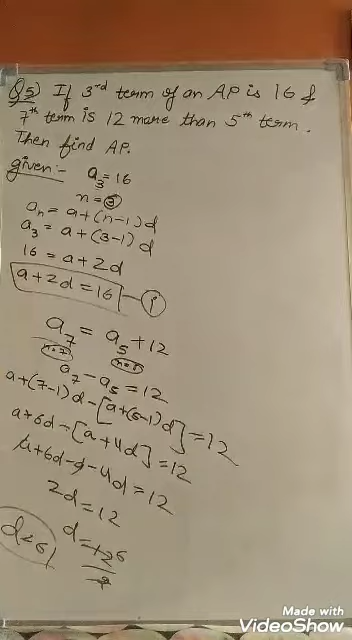 Q5) If 3rd term of an AP is 16 &
7th term is 12 more than 5th term.
Then find AP.
given:- a3 = 16
n = 3
an = a+(n-1)d
a3 = a+(3-1)d
16 = a+2d
a+2d = 16 - i
a7 = a5+12
n=7 n=5
a7 - a5 = 12
a+(7-1)d-[a+(5-1)d] = 12
a+6d-[a+4d] = 12
a+6d-a-4d = 12
2d = 12
d = 12 6
2
d=6
Made with
VideoShow